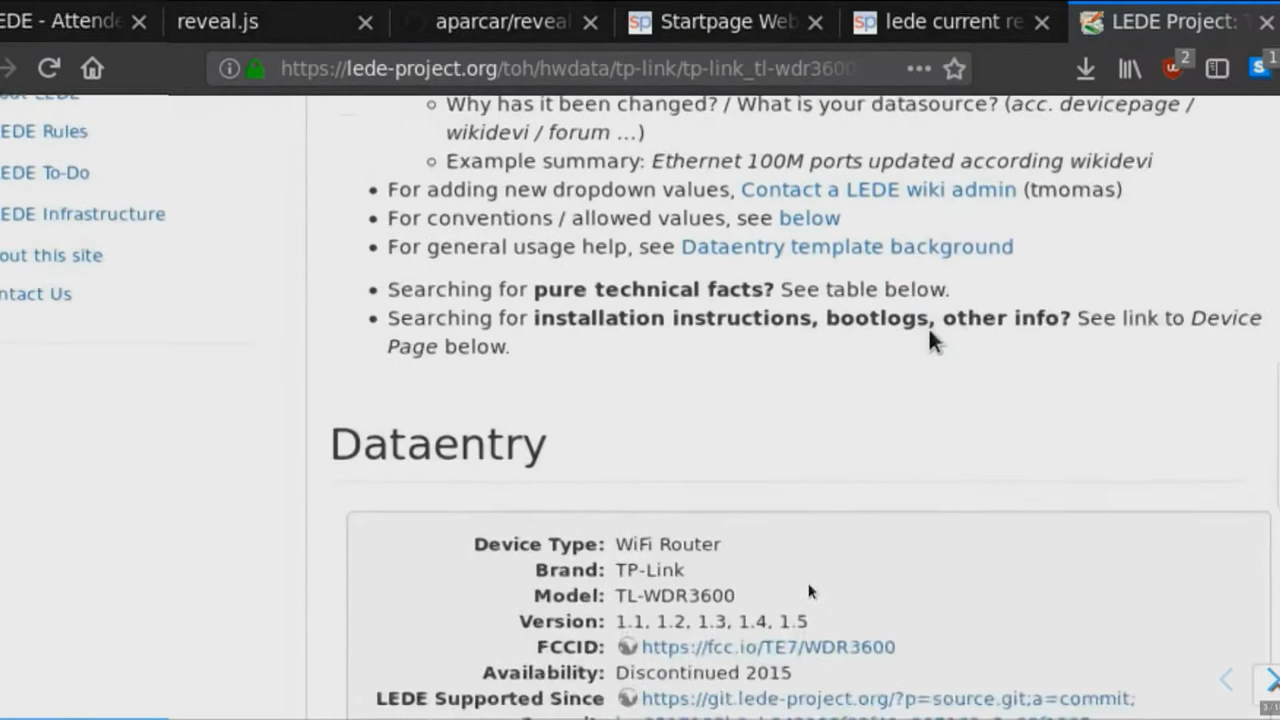 EDE - Attende
reveal.js
aparcar/reveal
Startpage Web
lede current re
LEDE Project:
https://lede-project.org/toh/hwdata/tp-link/tp-link_tl-wdr3600
2
1
EDE Rules
EDE To-Do
EDE Infrastructure
out this site
ntact Us
Why has it been changed? / What is your datasource? (acc. devicepage /
wikidevi / forum ...)
Example summary: Ethernet 100M ports updated according wikidevi
For adding new dropdown values, Contact a LEDE wiki admin (tmomas)
For conventions / allowed values, see below
For general usage help, see Dataentry template background
Searching for pure technical facts? See table below.
Searching for installation instructions, bootlogs, other info? See link to Device
Page below.
Dataentry
Device Type: WiFi Router
Brand: TP-Link
Model: TL-WDR3600
Version: 1.1, 1.2, 1.3, 1.4, 1.5
FCCID: https://fcc.io/TE7/WDR3600
Availability: Discontinued 2015
LEDE Supported Since https://git.lede-project.org/?p=source.git;a=commit;